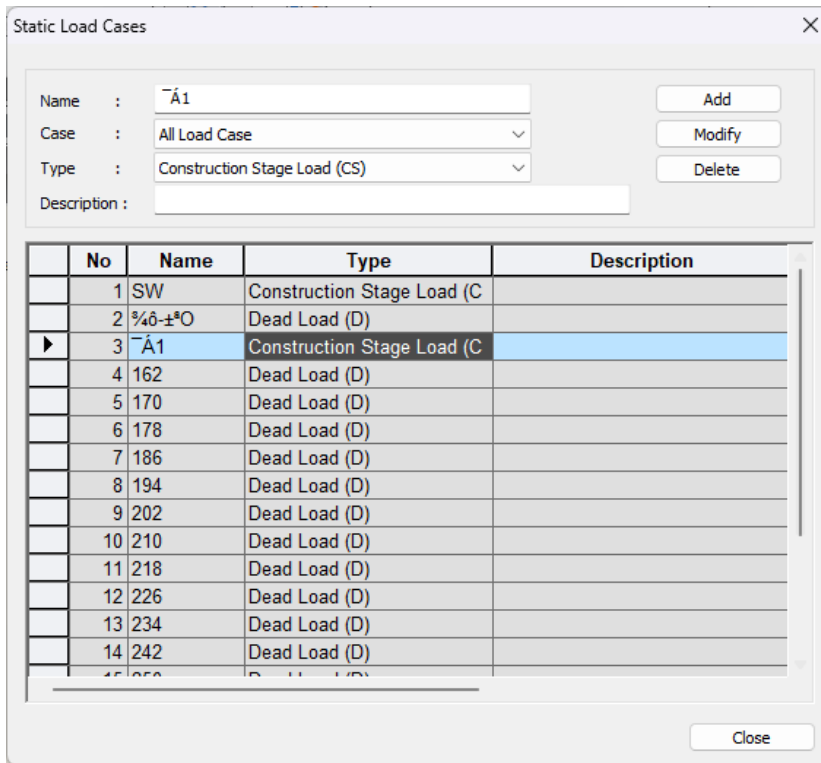 Static Load Cases
Name : ¯Á1
Add
Case : All Load Case
Modify
Type : Construction Stage Load (CS)
Delete
Description :
No Name Type Description
1 SW Construction Stage Load (C
2 ¾ô-±ªO Dead Load (D)
3 ¯Á1 Construction Stage Load (C
4 162 Dead Load (D)
5 170 Dead Load (D)
6 178 Dead Load (D)
7 186 Dead Load (D)
8 194 Dead Load (D)
9 202 Dead Load (D)
10 210 Dead Load (D)
11 218 Dead Load (D)
12 226 Dead Load (D)
13 234 Dead Load (D)
14 242 Dead Load (D)
Close